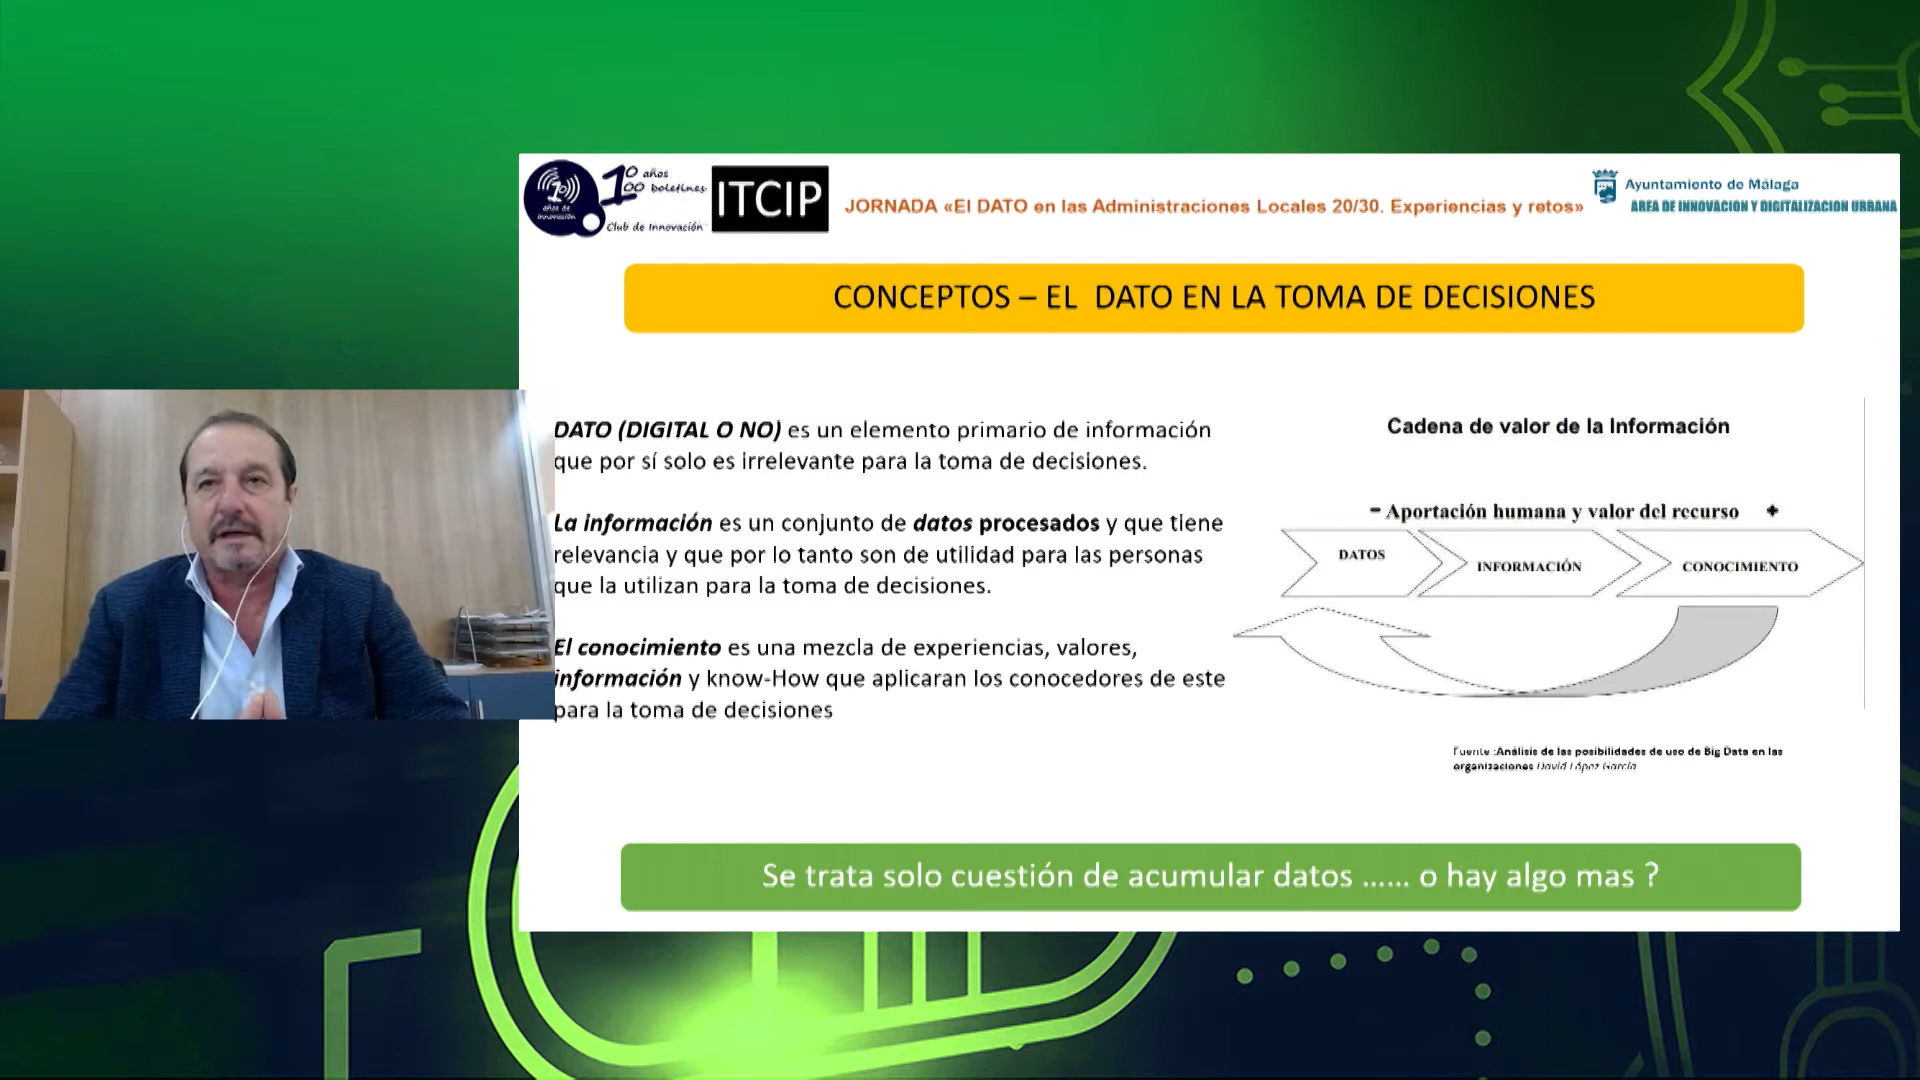 10 años
100 boletines
10
años de
innovación
Club de Innovación
ITCIP
JORNADA «El DATO en las Administraciones Locales 20/30. Experiencias y retos»
Ayuntamiento de Málaga
AREA DE INNOVACION Y DIGITALIZACION URBANA
CONCEPTOS – EL DATO EN LA TOMA DE DECISIONES
DATO (DIGITAL O NO) es un elemento primario de información
que por sí solo es irrelevante para la toma de decisiones.
La información es un conjunto de datos procesados y que tiene
relevancia y que por lo tanto son de utilidad para las personas
que la utilizan para la toma de decisiones.
El conocimiento es una mezcla de experiencias, valores,
información y know-How que aplicaran los conocedores de este
para la toma de decisiones
Cadena de valor de la Información
- Aportación humana y valor del recurso +
DATOS
INFORMACIÓN
CONOCIMIENTO
Fuente :Análisis de las posibilidades de uso de Big Data en las
organizaciones David López García
Se trata solo cuestión de acumular datos ...... o hay algo mas ?